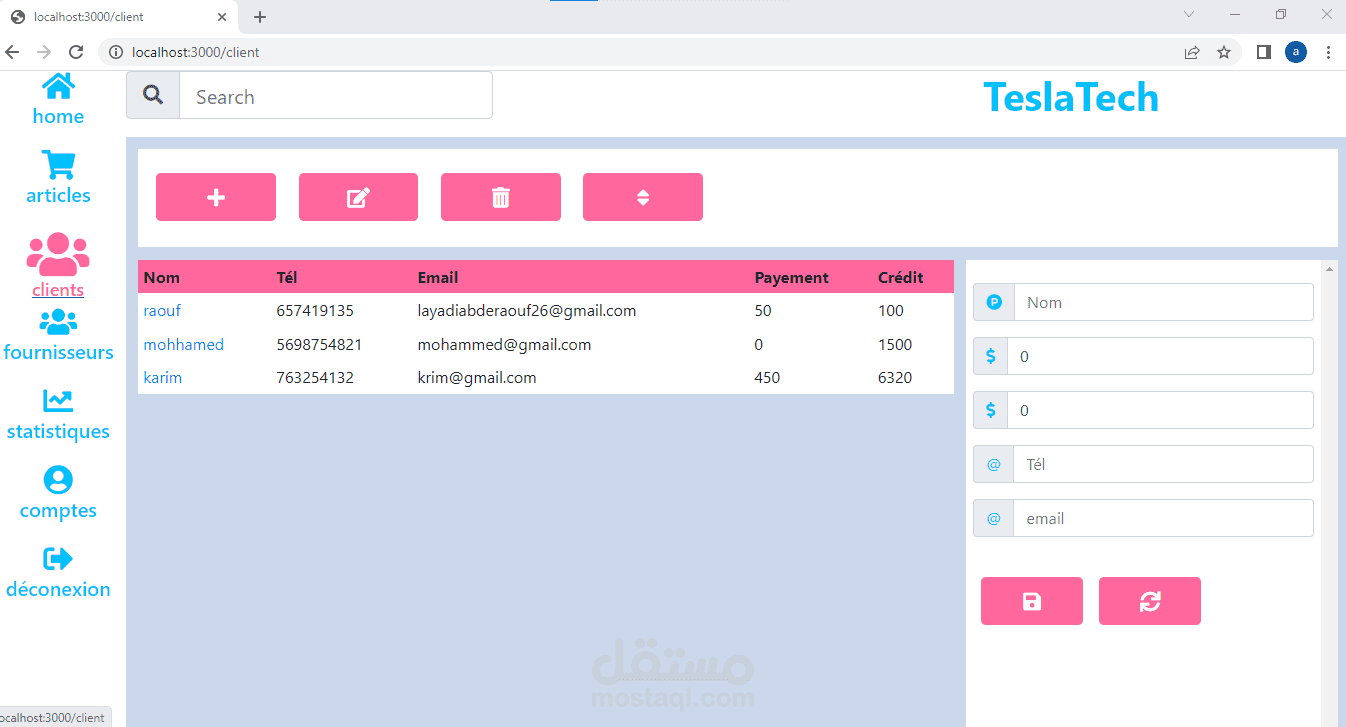 localhost:3000/client
localhost:3000/client
a
home
Search
TeslaTech
articles
clients
fournisseurs
statistiques
comptes
déconexion
Nom Tél Email Payement Crédit
raouf 657419135 layadiabderaouf26@gmail.com 50 100
mohhamed 5698754821 mohammed@gmail.com 0 1500
karim 763254132 krim@gmail.com 450 6320
P Nom
$ 0
$ 0
@ Tél
@ email
مستقل
mostaql.com
ocalhost:3000/client